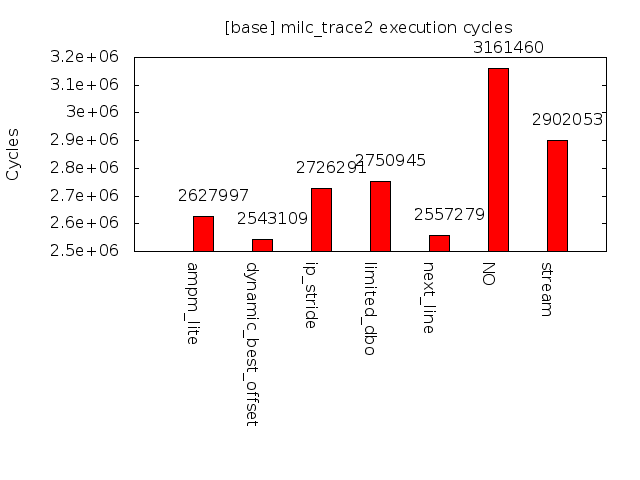 [base] milc_trace2 execution cycles
Cycles
3.2e+06
3.1e+06
3e+06
2.9e+06
2.8e+06
2.7e+06
2.6e+06
2.5e+06
2627997
2543109
2726291
2750945
2557279
3161460
2902053
ampm_lite
dynamic_best_offset
ip_stride
limited_dbo
next_line
NO
stream